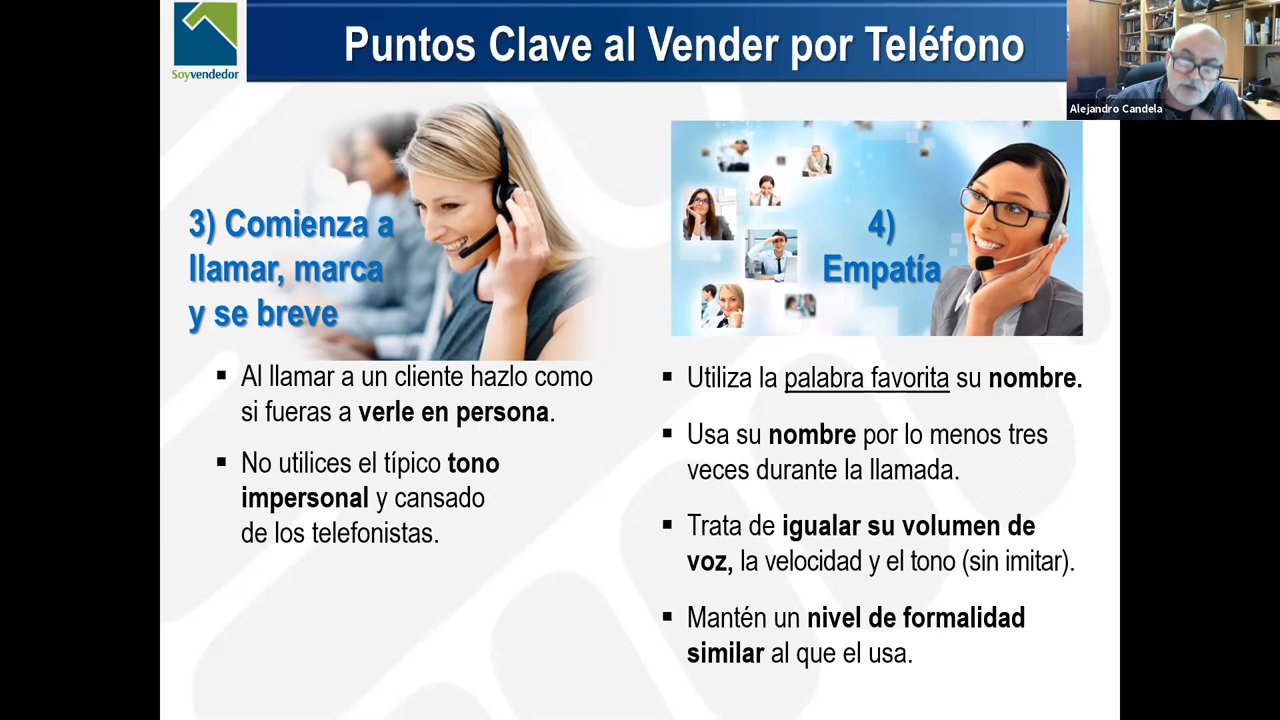 Puntos Clave al Vender por Teléfono
Soyvendedor
Alejandro Candela
3) Comienza a
llamar, marca
y se breve
▪ Al llamar a un cliente hazlo como
si fueras a verle en persona.
▪ No utilices el típico tono
impersonal y cansado
de los telefonistas.
4)
Empatía
▪ Utiliza la palabra favorita su nombre.
▪ Usa su nombre por lo menos tres
veces durante la llamada.
▪ Trata de igualar su volumen de
voz, la velocidad y el tono (sin imitar).
▪ Mantén un nivel de formalidad
similar al que el usa.